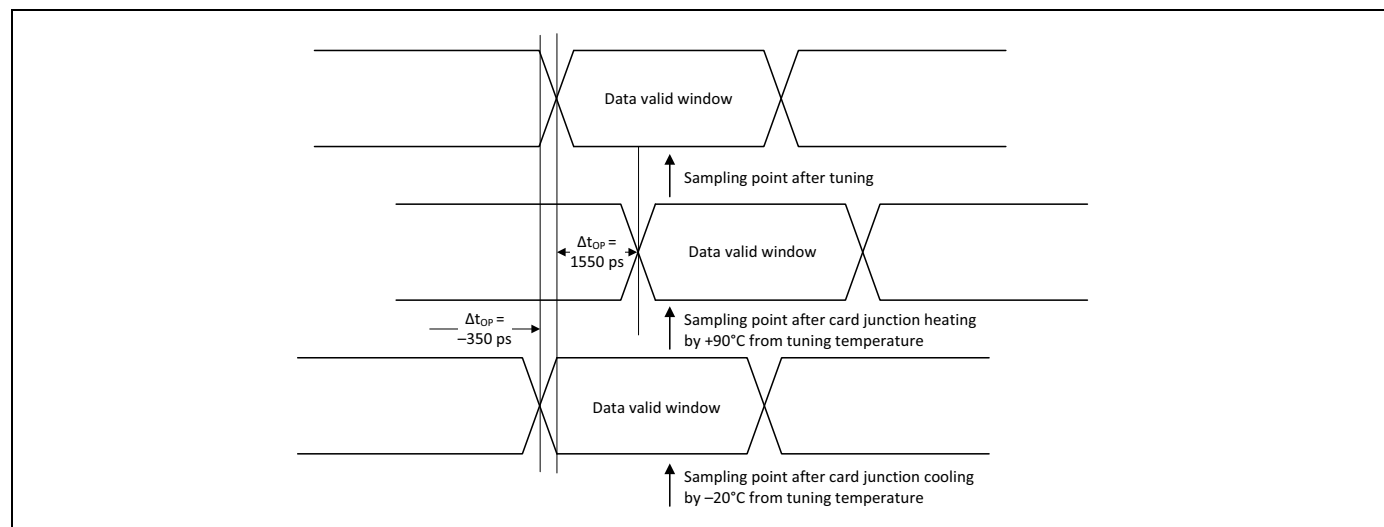 Data valid window
Sampling point after tuning
Δt_OP =
1550 ps
Data valid window
Δt_OP =
–350 ps
Sampling point after card junction heating
by +90°C from tuning temperature
Data valid window
Sampling point after card junction cooling
by –20°C from tuning temperature